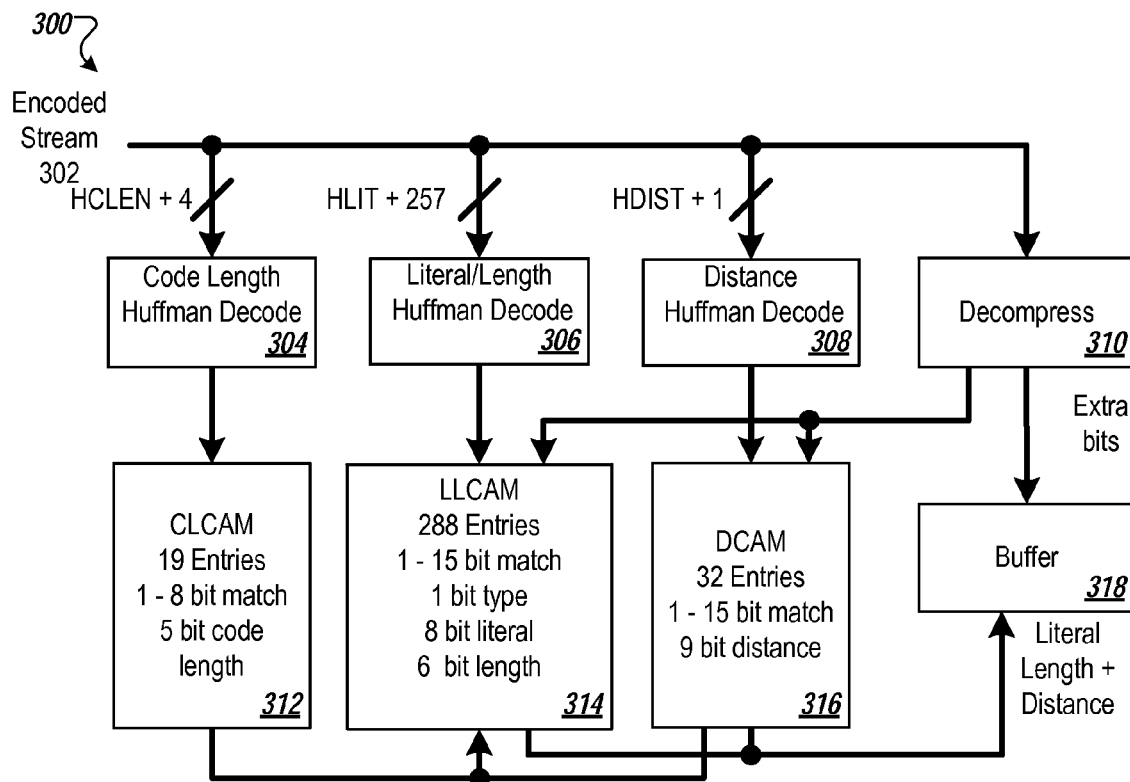 300
Encoded
Stream
302
HCLEN + 4
HLIT + 257
HDIST + 1
Code Length
Huffman Decode
304
Literal/Length
Huffman Decode
306
Distance
Huffman Decode
308
Decompress
310
Extra
bits
CLCAM
19 Entries
1 - 8 bit match
5 bit code
length
312
LLCAM
288 Entries
1 - 15 bit match
1 bit type
8 bit literal
6 bit length
314
DCAM
32 Entries
1 - 15 bit match
9 bit distance
316
Buffer
318
Literal
Length +
Distance